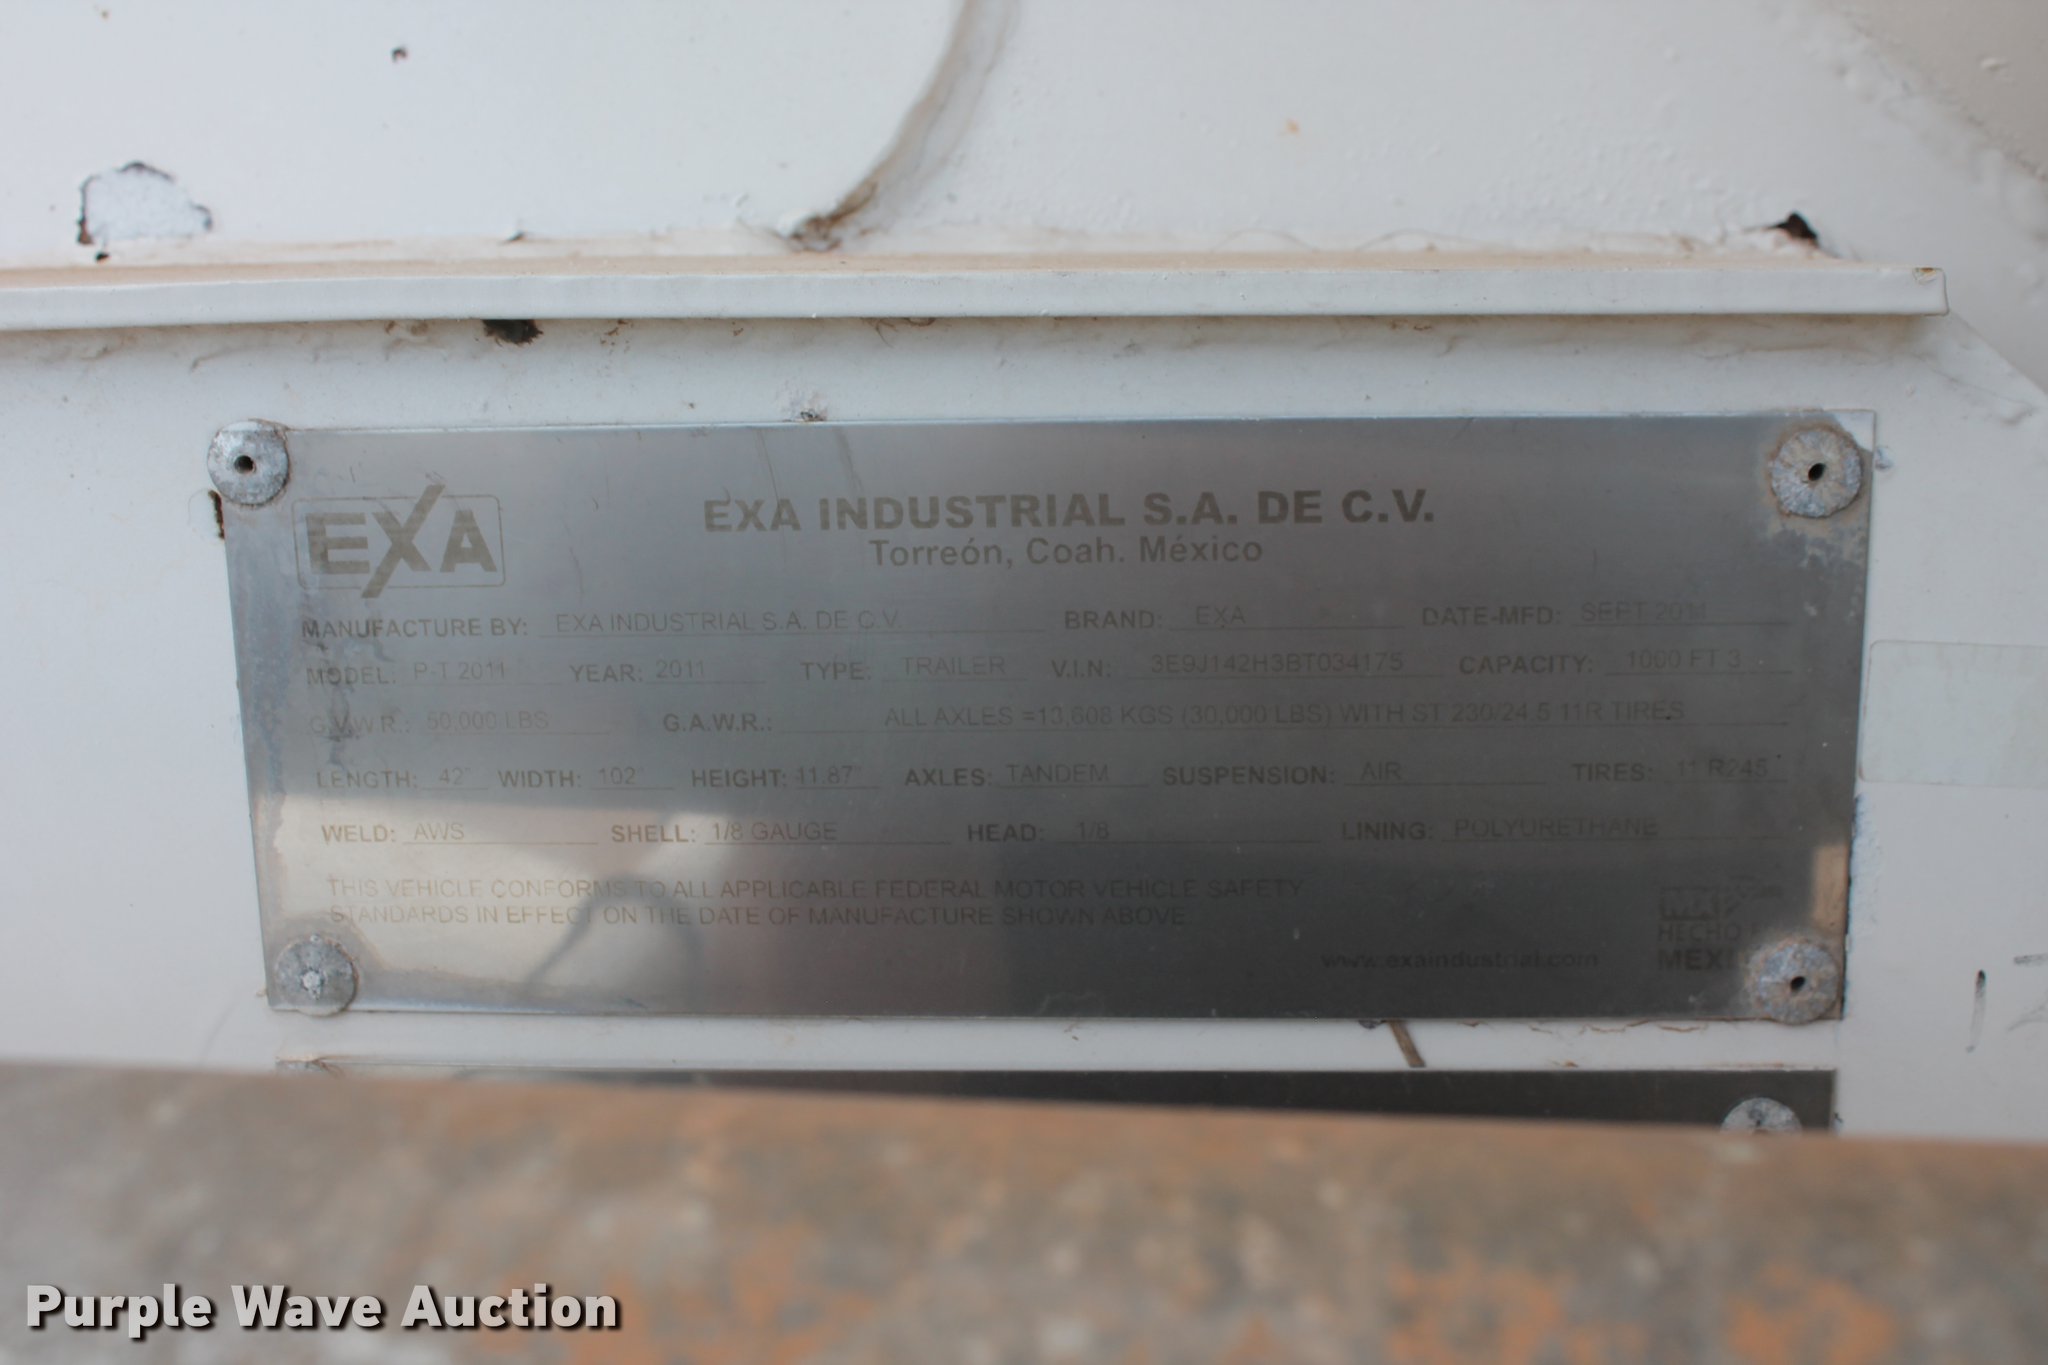 EXA
EXA INDUSTRIAL S.A. DE C.V.
Torreón, Coah. México
MANUFACTURE BY: EXA INDUSTRIAL S.A. DE C.V. BRAND: EXA DATE-MFD: SEPT 2011
MODEL: P-T 2011 YEAR: 2011 TYPE: TRAILER V.I.N: 3E9J142H3BT034175 CAPACITY: 1000 FT 3
G.V.W.R.: 50,000 LBS G.A.W.R.: ALL AXLES =13,608 KGS (30,000 LBS) WITH ST 230/24.5 11R TIRES
LENGTH: 42" WIDTH: 102" HEIGHT: 11.87" AXLES: TANDEM SUSPENSION: AIR TIRES: 11 R245
WELD: AWS SHELL: 1/8 GAUGE HEAD: 1/8 LINING: POLYURETHANE
THIS VEHICLE CONFORMS TO ALL APPLICABLE FEDERAL MOTOR VEHICLE SAFETY
STANDARDS IN EFFECT ON THE DATE OF MANUFACTURE SHOWN ABOVE
www.exaindustrial.com
HECHO
Purple Wave Auction